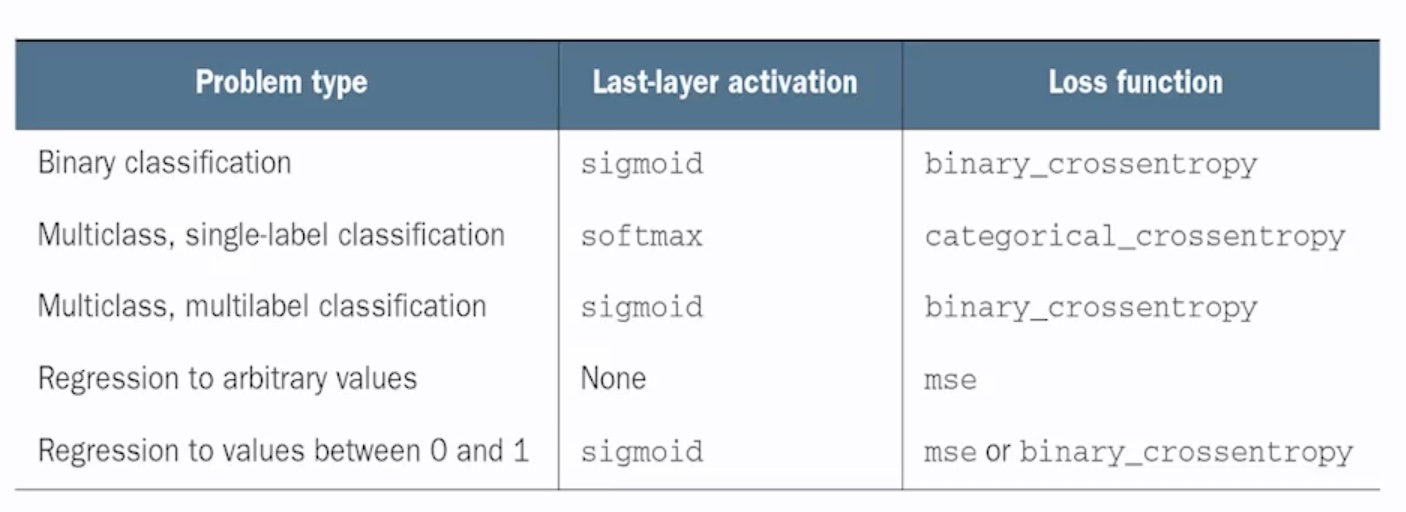 Problem type Last-layer activation Loss function
Binary classification sigmoid binary_crossentropy
Multiclass, single-label classification softmax categorical_crossentropy
Multiclass, multilabel classification sigmoid binary_crossentropy
Regression to arbitrary values None mse
Regression to values between 0 and 1 sigmoid mse or binary_crossentropy